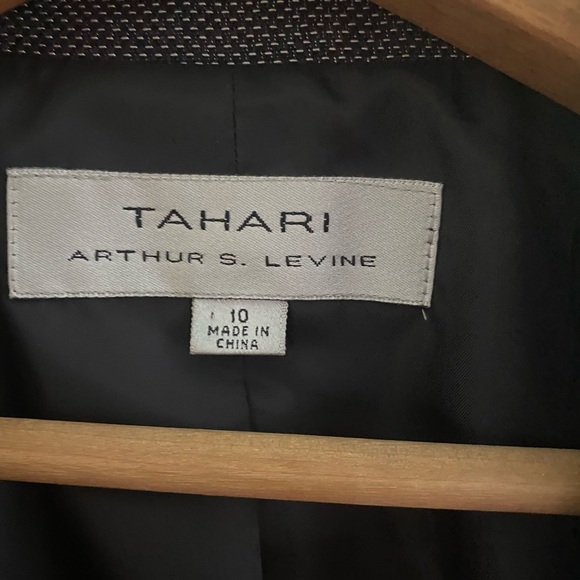 TAHARI
ARTHUR S. LEVINE
10
MADE IN
CHINA